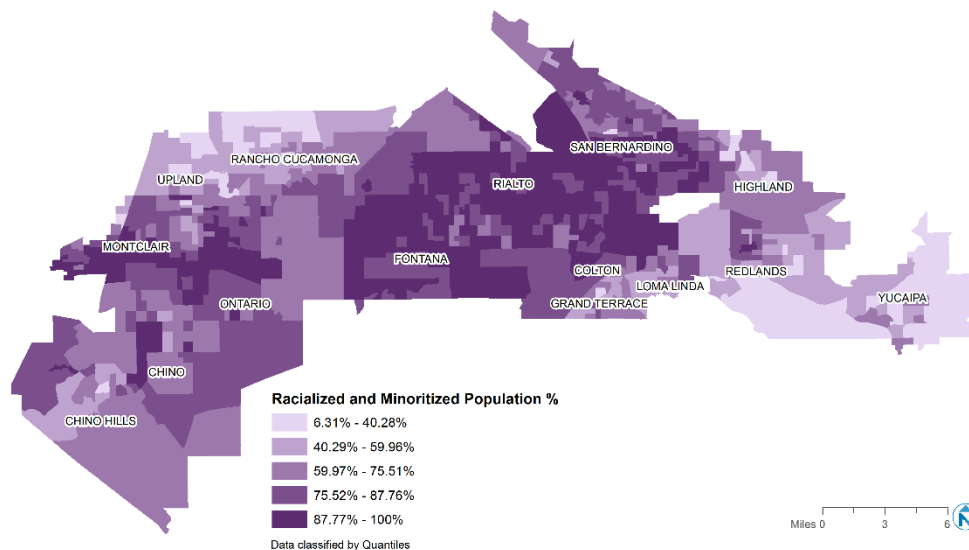 RANCHO CUCAMONGA
UPLAND
SAN BERNARDINO
RIALTO
HIGHLAND
MONTCLAIR
FONTANA
COLTON
REDLANDS
LOMA LINDA
ONTARIO
GRAND TERRACE
YUCAIPA
CHINO
CHINO HILLS
Racialized and Minoritized Population %
6.31% - 40.28%
40.29% - 59.96%
59.97% - 75.51%
75.52% - 87.76%
87.77% - 100%
Data classified by Quantiles
Miles 0 3 6
N